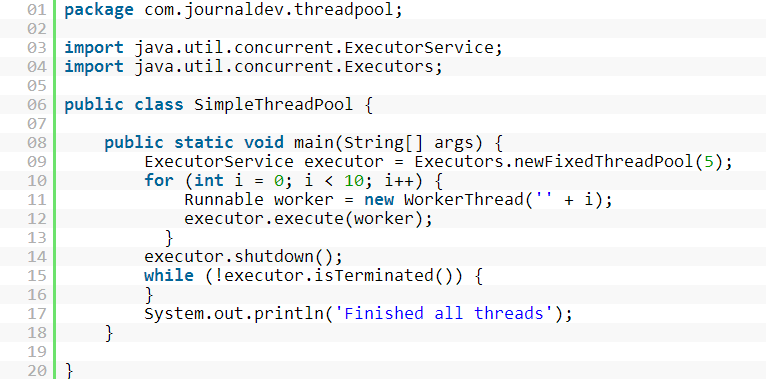 01 package com.journaldev.threadpool;
02
03 import java.util.concurrent.ExecutorService;
04 import java.util.concurrent.Executors;
05
06 public class SimpleThreadPool {
07
08     public static void main(String[] args) {
09         ExecutorService executor = Executors.newFixedThreadPool(5);
10         for (int i = 0; i < 10; i++) {
11             Runnable worker = new WorkerThread('' + i);
12             executor.execute(worker);
13           }
14         executor.shutdown();
15         while (!executor.isTerminated()) {
16         }
17         System.out.println('Finished all threads');
18     }
19
20 }